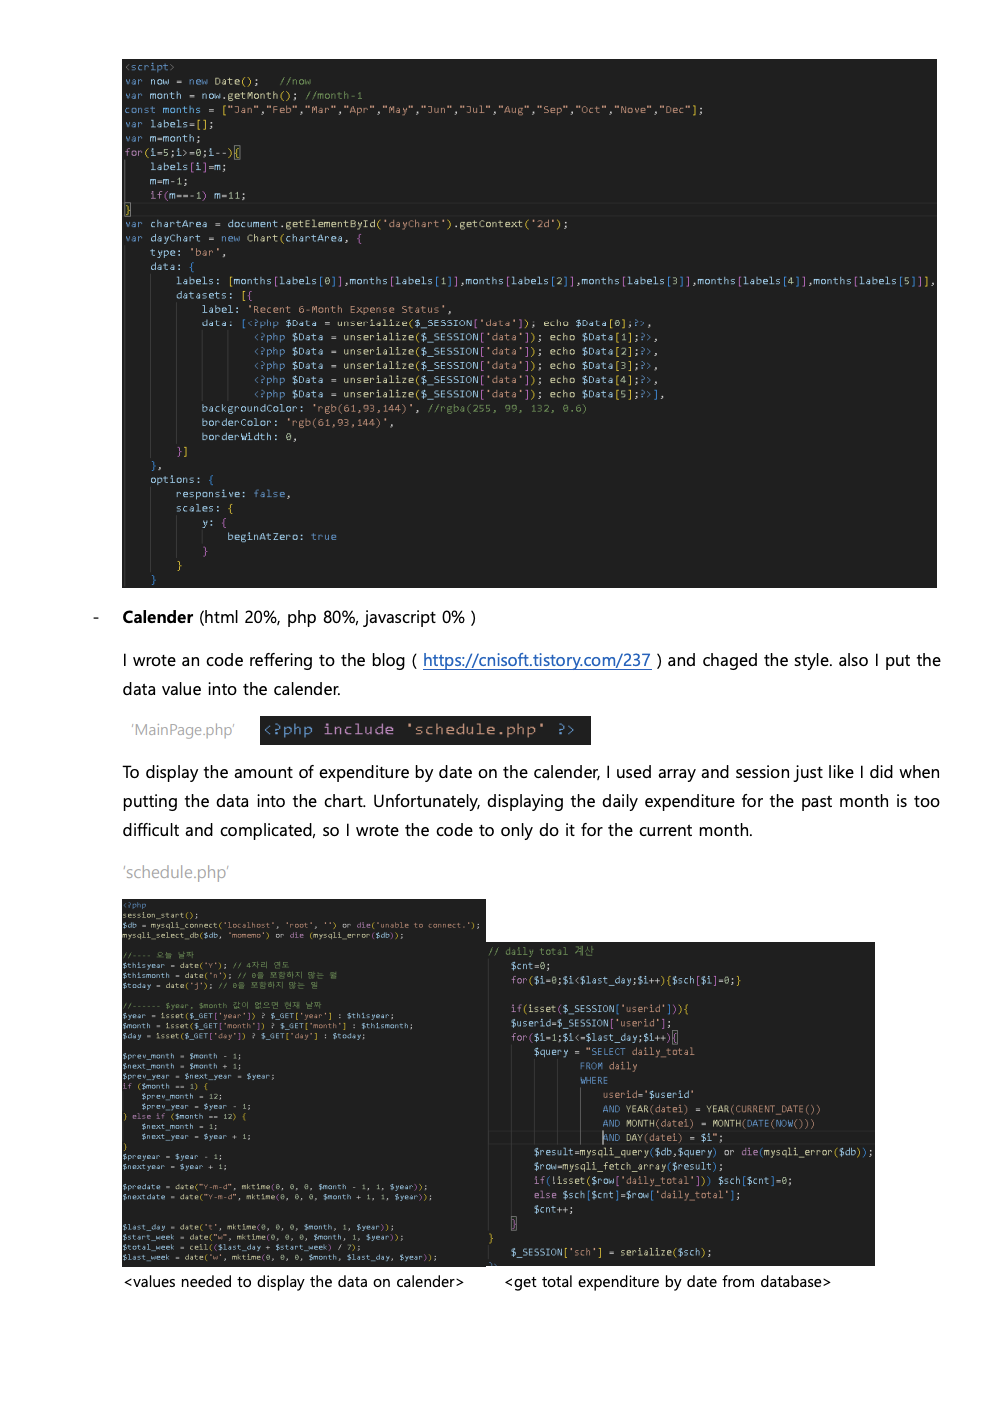 <script>
var now = new Date();   //now
var month = now.getMonth(); //month-1
const months = ["Jan","Feb","Mar","Apr","May","Jun","Jul","Aug","Sep","Oct","Nove","Dec"];
var labels=[];
var m=month;
for(i=5;i>=0;i--){
    labels[i]=m;
    m=m-1;
    if(m==-1) m=11;
}
var chartArea = document.getElementById('dayChart').getContext('2d');
var dayChart = new Chart(chartArea, {
    type: 'bar',
    data: {
        labels: [months[labels[0]],months[labels[1]],months[labels[2]],months[labels[3]],months[labels[4]],months[labels[5]]],
        datasets: [{
            label: 'Recent 6-Month Expense Status',
            data: [<?php $Data = unserialize($_SESSION['data']); echo $Data[0];?>,
                    <?php $Data = unserialize($_SESSION['data']); echo $Data[1];?>,
                    <?php $Data = unserialize($_SESSION['data']); echo $Data[2];?>,
                    <?php $Data = unserialize($_SESSION['data']); echo $Data[3];?>,
                    <?php $Data = unserialize($_SESSION['data']); echo $Data[4];?>,
                    <?php $Data = unserialize($_SESSION['data']); echo $Data[5];?>],
            backgroundColor: 'rgb(61,93,144)', //rgba(255, 99, 132, 0.6)
            borderColor: 'rgb(61,93,144)',
            borderWidth: 0,
        }]
    },
    options: {
        responsive: false,
        scales: {
            y: {
                beginAtZero: true
            }
        }
    }
- Calender (html 20%, php 80%, javascript 0% )
I wrote an code reffering to the blog ( https://cnisoft.tistory.com/237 ) and chaged the style. also I put the
data value into the calender.
'MainPage.php' <?php include 'schedule.php' ?>
To display the amount of expenditure by date on the calender, I used array and session just like I did when
putting the data into the chart. Unfortunately, displaying the daily expenditure for the past month is too
difficult and complicated, so I wrote the code to only do it for the current month.
'schedule.php'
<?php
session_start();
$db = mysqli_connect('localhost', 'root', '') or die('unable to connect.');
mysqli_select_db($db, 'momemo') or die (mysqli_error($db));
//---- 오늘 날짜
$thisyear = date('Y'); // 4자리 연도
$thismonth = date('n'); // 0을 포함하지 않는 월
$today = date('j'); // 0을 포함하지 않는 일
//------ $year, $month 값이 없으면 현재 날짜
$year = isset($_GET['year']) ? $_GET['year'] : $thisyear;
$month = isset($_GET['month']) ? $_GET['month'] : $thismonth;
$day = isset($_GET['day']) ? $_GET['day'] : $today;
$prev_month = $month - 1;
$next_month = $month + 1;
$prev_year = $next_year = $year;
if ($month == 1) {
    $prev_month = 12;
    $prev_year = $year - 1;
} else if ($month == 12) {
    $next_month = 1;
    $next_year = $year + 1;
}
$preyear = $year - 1;
$nextyear = $year + 1;
$predate = date("Y-m-d", mktime(0, 0, 0, $month - 1, 1, $year));
$nextdate = date("Y-m-d", mktime(0, 0, 0, $month + 1, 1, $year));
$last_day = date('t', mktime(0, 0, 0, $month, 1, $year));
$start_week = date("w", mktime(0, 0, 0, $month, 1, $year));
$total_week = ceil(($last_day + $start_week) / 7);
$last_week = date('w', mktime(0, 0, 0, $month, $last_day, $year));
// daily total 계산
    $cnt=0;
    for($i=0;$i<$last_day;$i++){$sch[$i]=0;}
    if(isset($_SESSION['userid'])){
    $userid=$_SESSION['userid'];
    for($i=1;$i<=$last_day;$i++){
        $query = "SELECT daily_total
                FROM daily
                WHERE
                    userid='$userid'
                    AND YEAR(date1) = YEAR(CURRENT_DATE())
                    AND MONTH(date1) = MONTH(DATE(NOW()))
                    AND DAY(date1) = $i";
        $result=mysqli_query($db,$query) or die(mysqli_error($db));
        $row=mysqli_fetch_array($result);
        if(!isset($row['daily_total'])) $sch[$cnt]=0;
        else $sch[$cnt]=$row['daily_total'];
        $cnt++;
    }
}
    $_SESSION['sch'] = serialize($sch);
<values needed to display the data on calender> <get total expenditure by date from database>